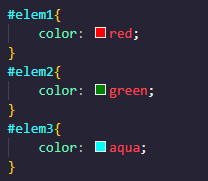 #elem1{
    color: red;
}
#elem2{
    color: green;
}
#elem3{
    color: aqua;
}